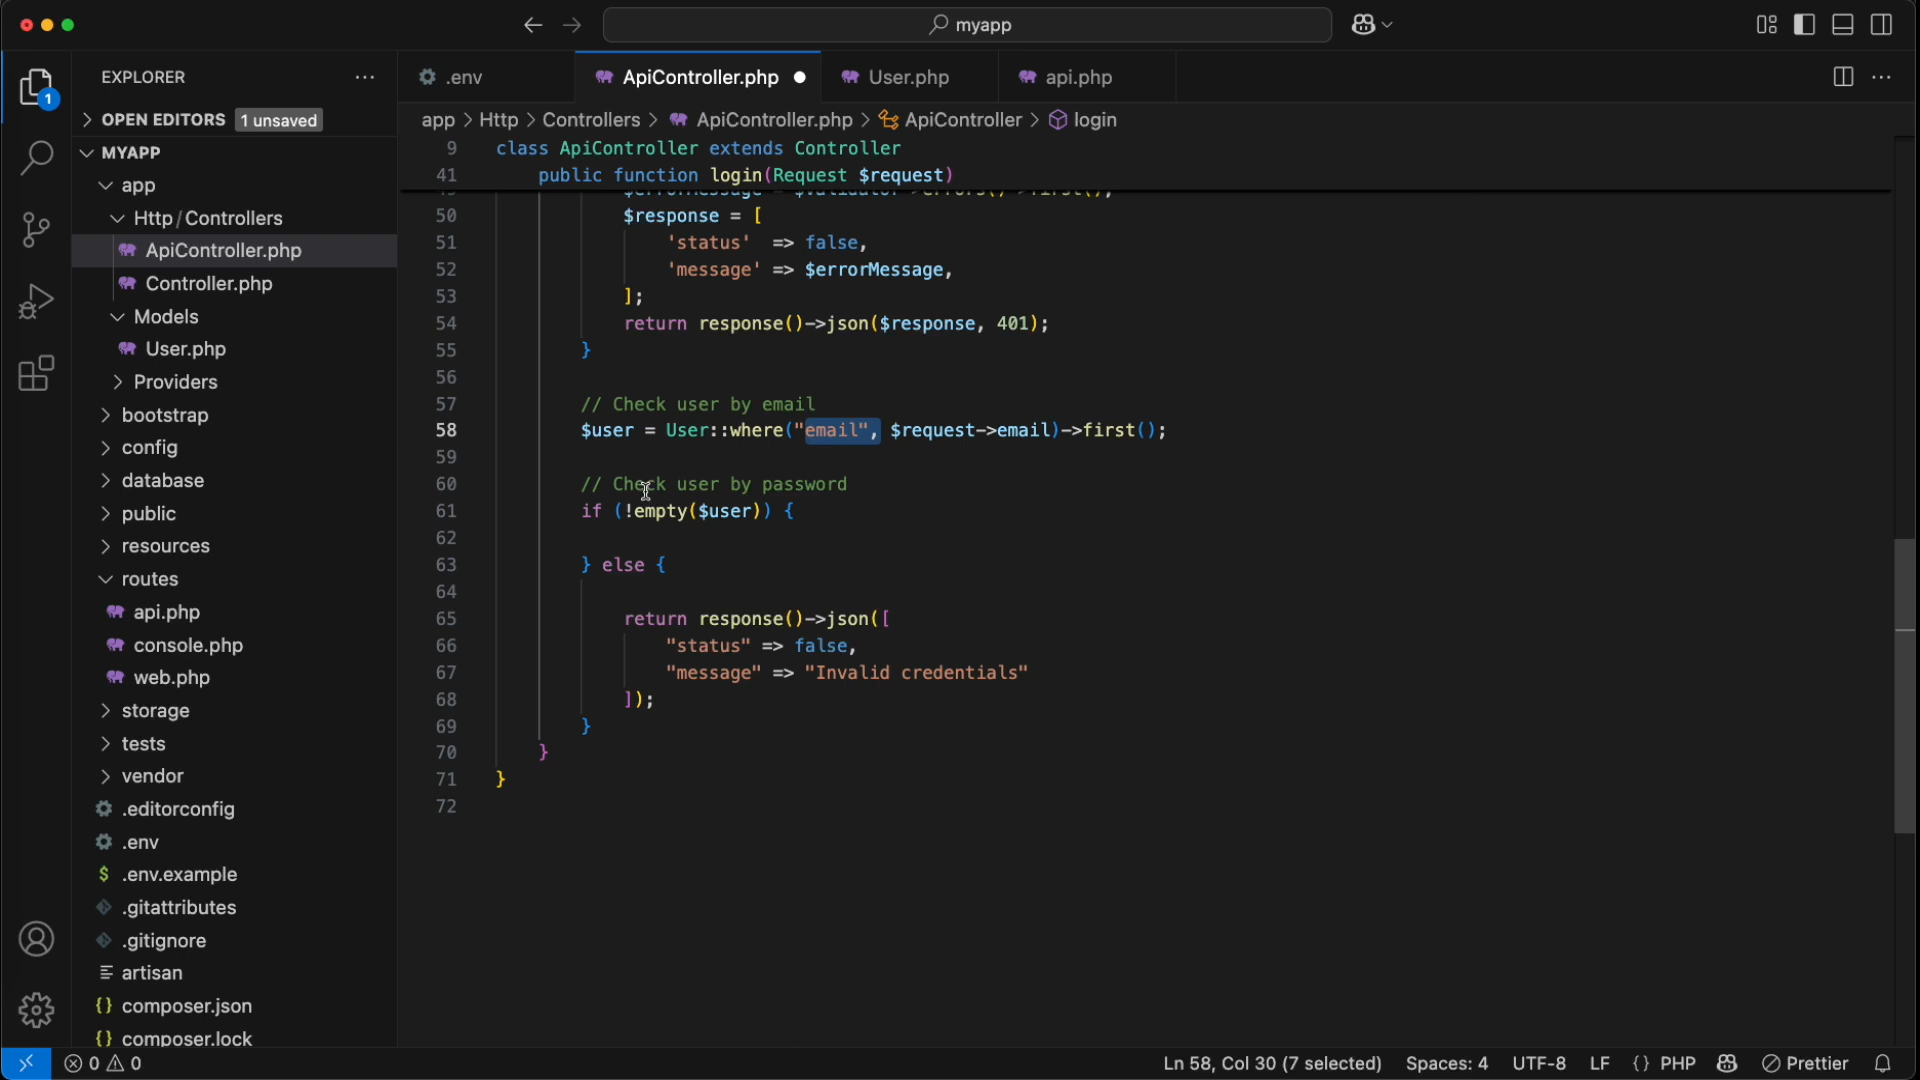 myapp
EXPLORER
.env
ApiController.php
User.php
api.php
OPEN EDITORS 1 unsaved
app > Http > Controllers > ApiController.php > ApiController > login
MYAPP
app
Http / Controllers
ApiController.php
Controller.php
Models
User.php
Providers
bootstrap
config
database
public
resources
routes
api.php
console.php
web.php
storage
tests
vendor
.editorconfig
.env
.env.example
.gitattributes
.gitignore
artisan
composer.json
composer.lock
1
9 class ApiController extends Controller
41 public function login(Request $request)
50 $response = [
51 'status' => false,
52 'message' => $errorMessage,
53 ];
54 return response()->json($response, 401);
55 }
56
57 // Check user by email
58 $user = User::where("email", $request->email)->first();
59
60 // Check user by password
61 if (!empty($user)) {
62
63 } else {
64
65 return response()->json([
66 "status" => false,
67 "message" => "Invalid credentials"
68 ]);
69 }
70 }
71 }
72
0 0
Ln 58, Col 30 (7 selected) Spaces: 4 UTF-8 LF {} PHP Prettier